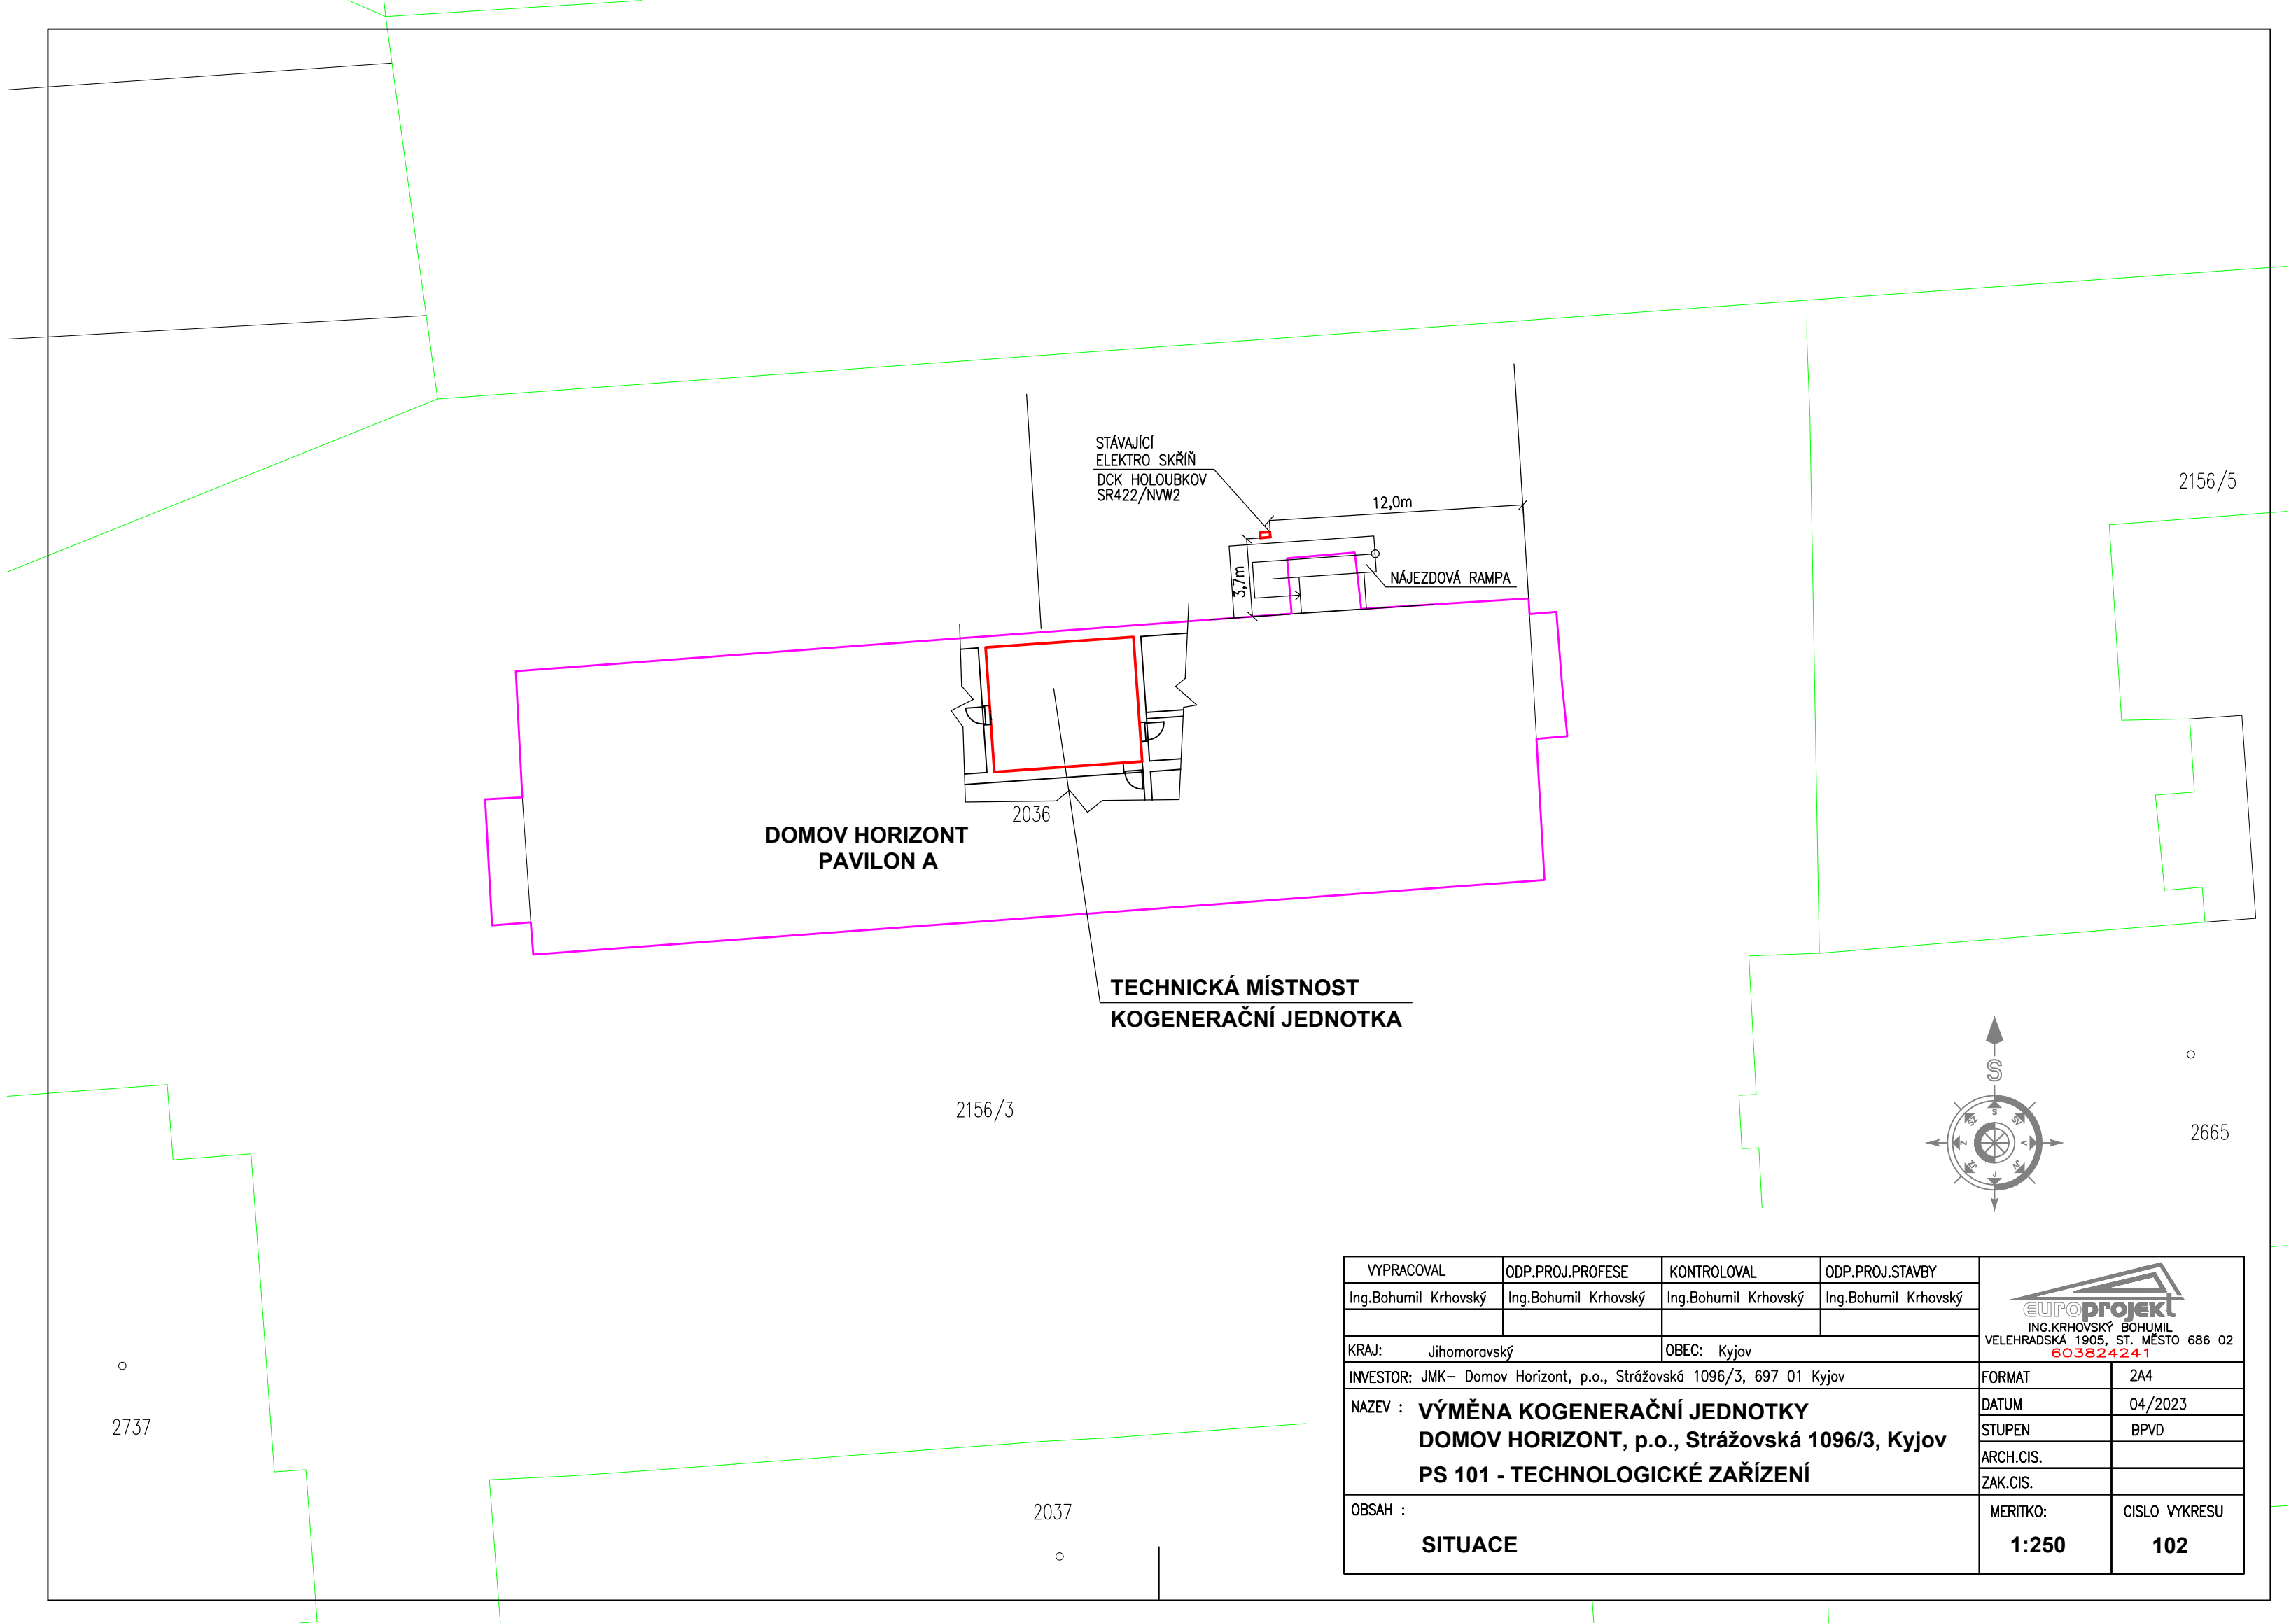 STÁVAJÍCÍ
ELEKTRO SKŘÍŇ
DCK HOLOUBKOV
SR422/NVW2
12,0m
3,7m
NÁJEZDOVÁ RAMPA
2156/5
2036
DOMOV HORIZONT
PAVILON A
TECHNICKÁ MÍSTNOST
KOGENERAČNÍ JEDNOTKA
2156/3
S
S
SV
V
JV
J
JZ
Z
SZ
2665
2737
2037
VYPRACOVAL ODP.PROJ.PROFESE KONTROLOVAL ODP.PROJ.STAVBY
Ing.Bohumil Krhovský Ing.Bohumil Krhovský Ing.Bohumil Krhovský Ing.Bohumil Krhovský
europrojekt
ING.KRHOVSKÝ BOHUMIL
VELEHRADSKÁ 1905, ST. MĚSTO 686 02
603824241
KRAJ: Jihomoravský OBEC: Kyjov
INVESTOR: JMK- Domov Horizont, p.o., Strážovská 1096/3, 697 01 Kyjov
FORMAT 2A4
NAZEV : VÝMĚNA KOGENERAČNÍ JEDNOTKY
DOMOV HORIZONT, p.o., Strážovská 1096/3, Kyjov
PS 101 - TECHNOLOGICKÉ ZAŘÍZENÍ
DATUM 04/2023
STUPEN BPVD
ARCH.CIS.
ZAK.CIS.
OBSAH :
SITUACE
MERITKO: CISLO VYKRESU
1:250 102